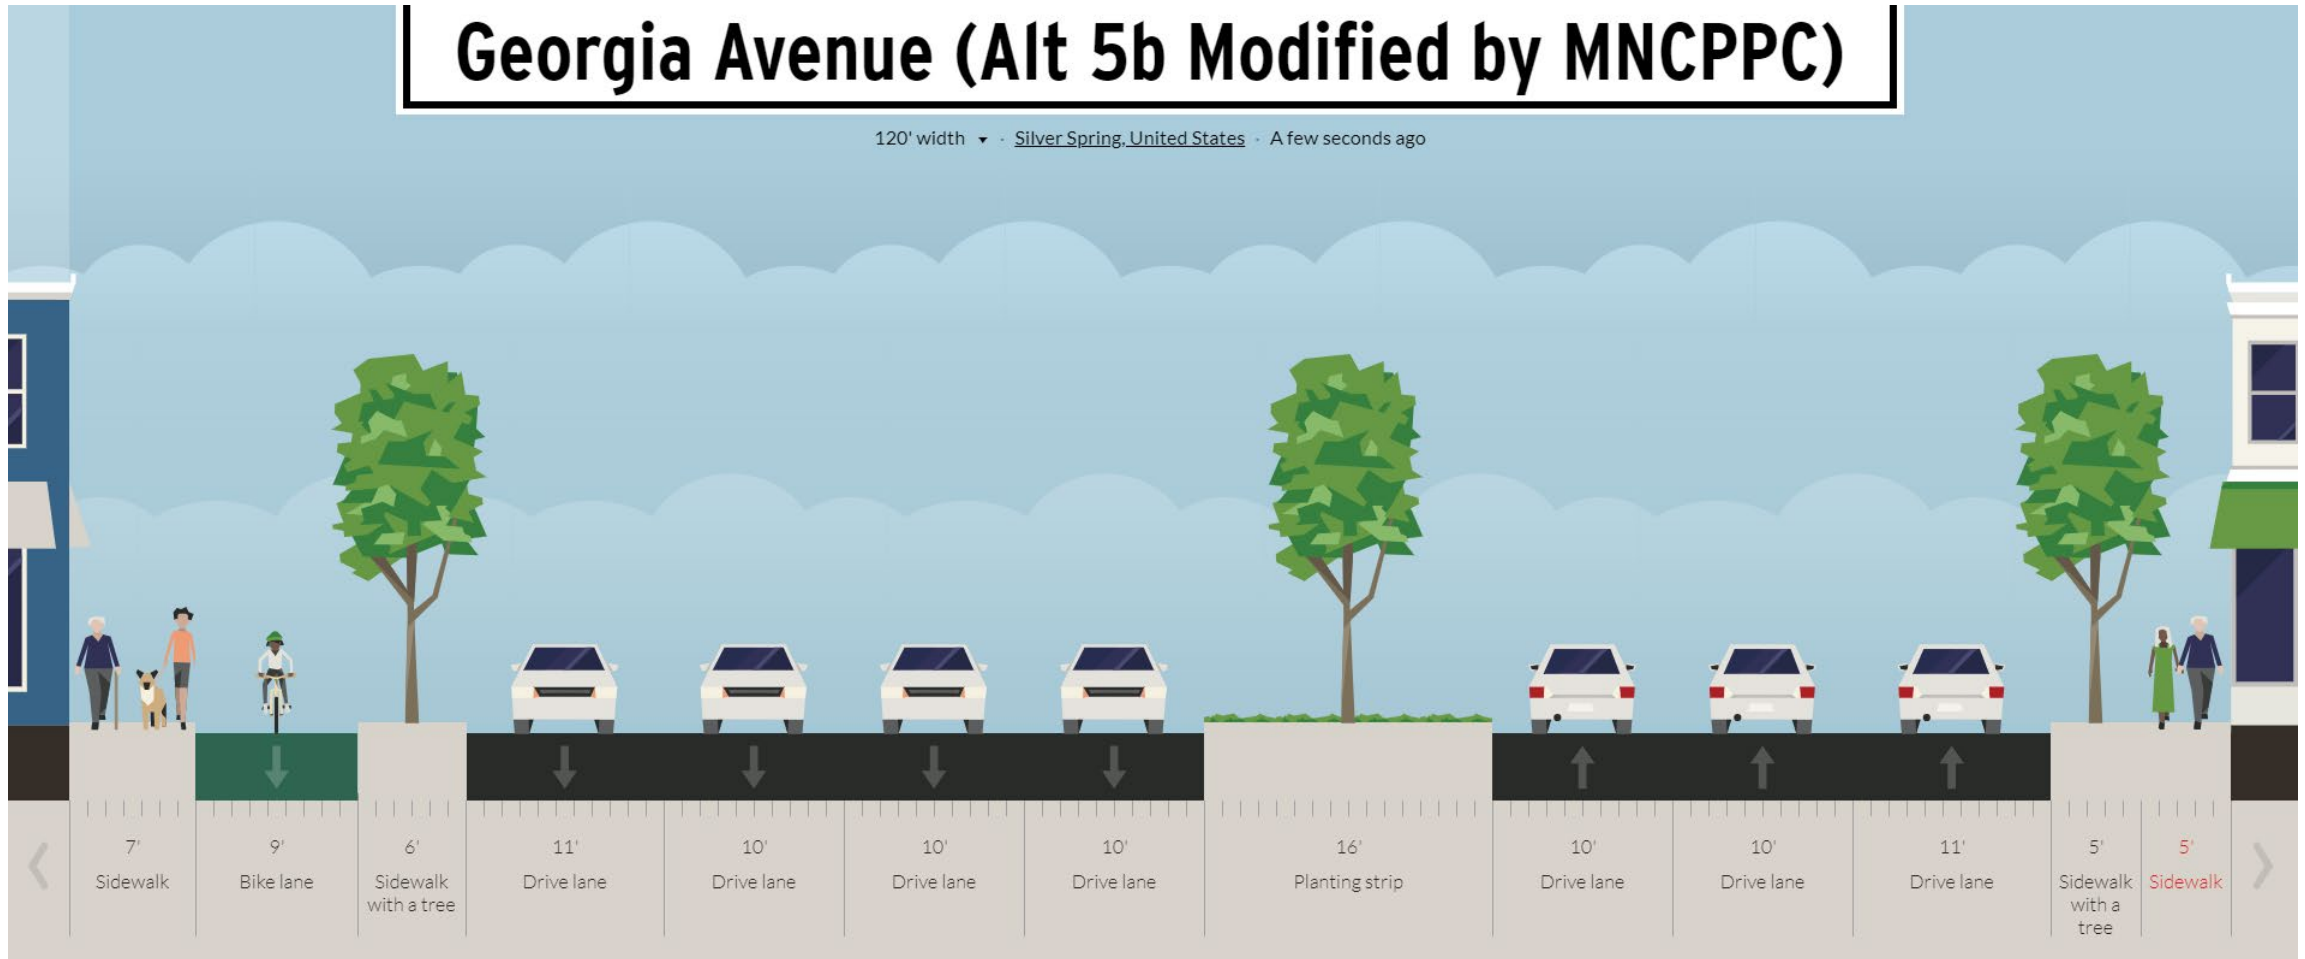 Georgia Avenue (Alt 5b Modified by MNCPPC)
120' width ▾ · Silver Spring, United States · A few seconds ago
7'
Sidewalk
9'
Bike lane
6'
Sidewalk
with a tree
11'
Drive lane
10'
Drive lane
10'
Drive lane
10'
Drive lane
16'
Planting strip
10'
Drive lane
10'
Drive lane
11'
Drive lane
5'
Sidewalk
with a
tree
5'
Sidewalk